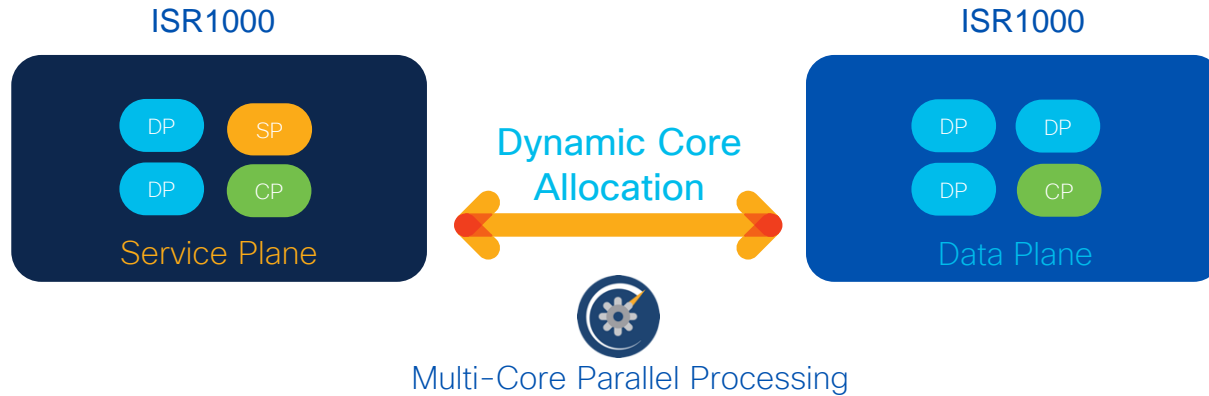 ISR1000
ISR1000
DP SP
DP CP
Service Plane
Dynamic Core
Allocation
DP DP
DP CP
Data Plane
Multi-Core Parallel Processing